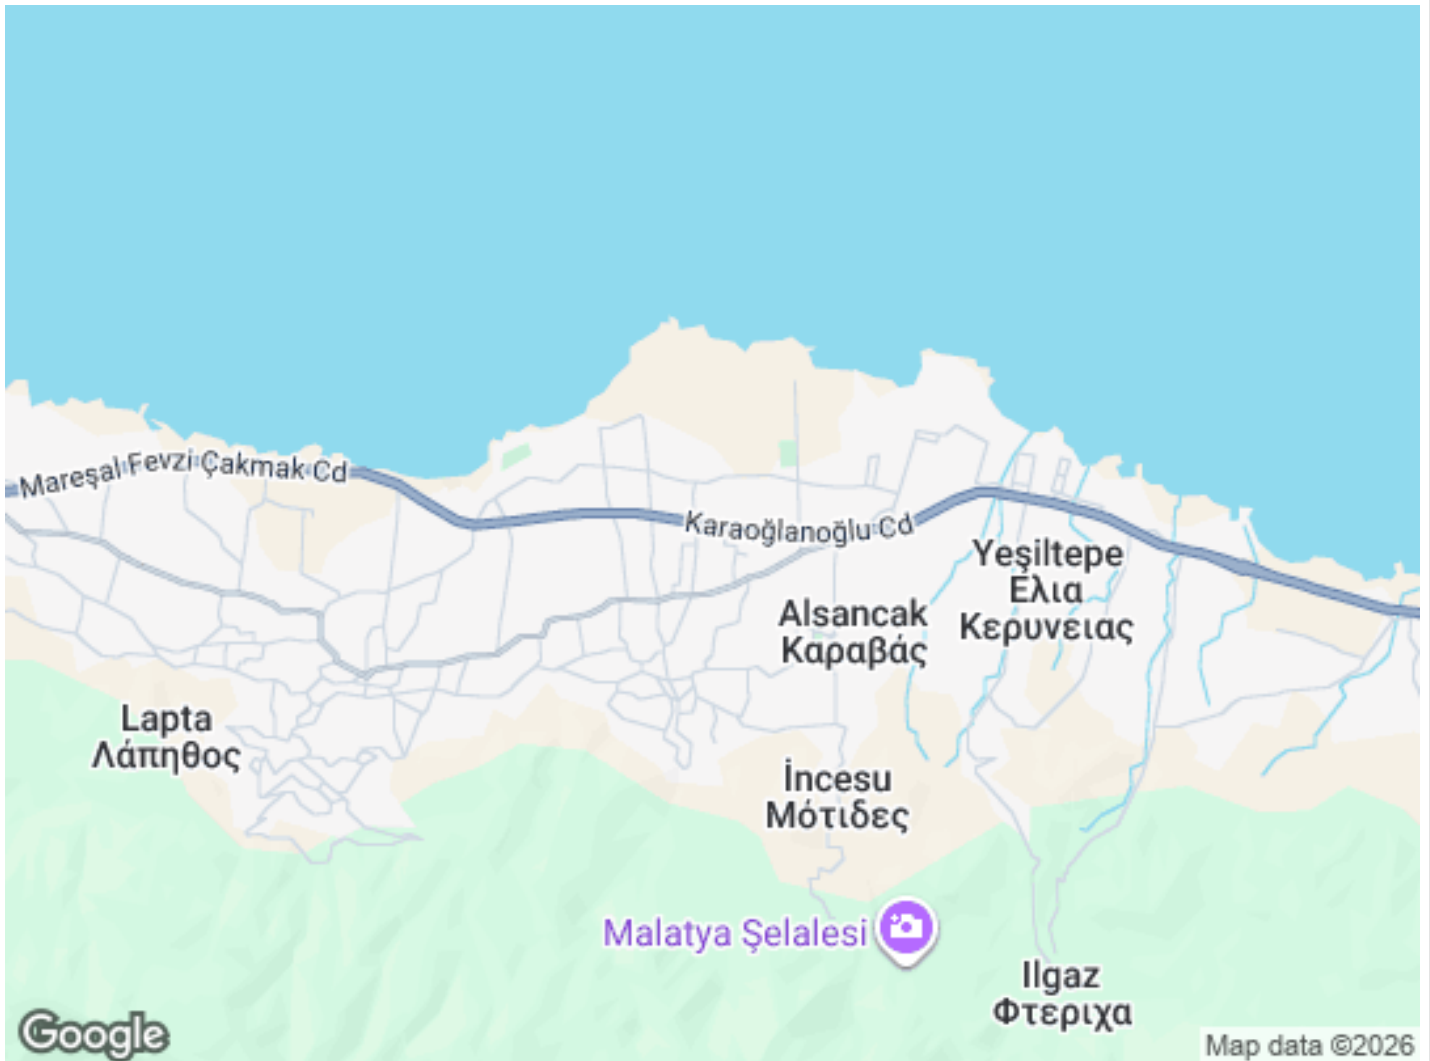 Mareşal Fevzi Çakmak Cd
Karaoğlanoğlu Cd
Yeşiltepe
Ελια
Κερυνειας
Alsancak
Καραβάς
Lapta
Λάπηθος
İncesu
Μότιδες
Malatya Şelalesi
Ilgaz
Φτεριχα
Google
Map data ©2026